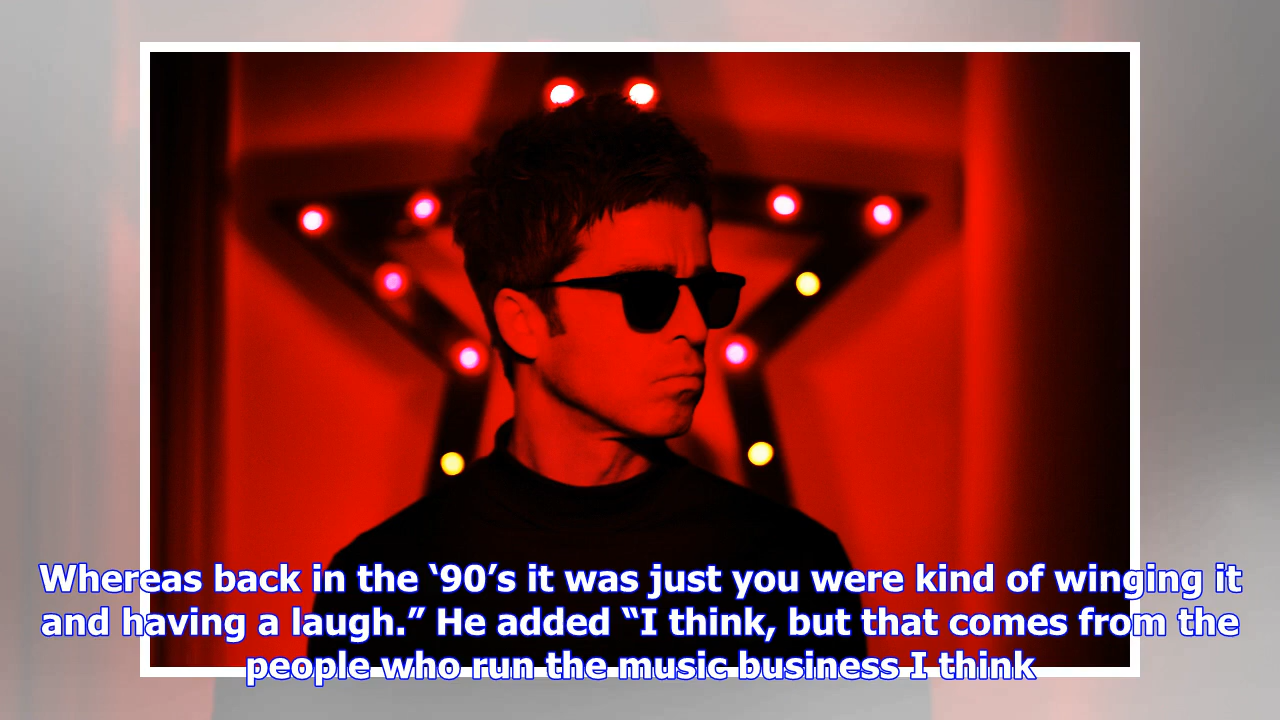 Whereas back in the ‘90’s it was just you were kind of winging it
and having a laugh.” He added “I think, but that comes from the
people who run the music business I think